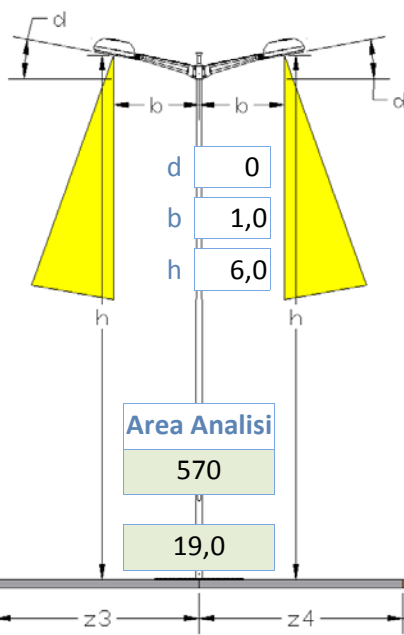 d
d
b b
d 0
b 1,0
h 6,0
h h
Area Analisi
570
19,0
z3 z4